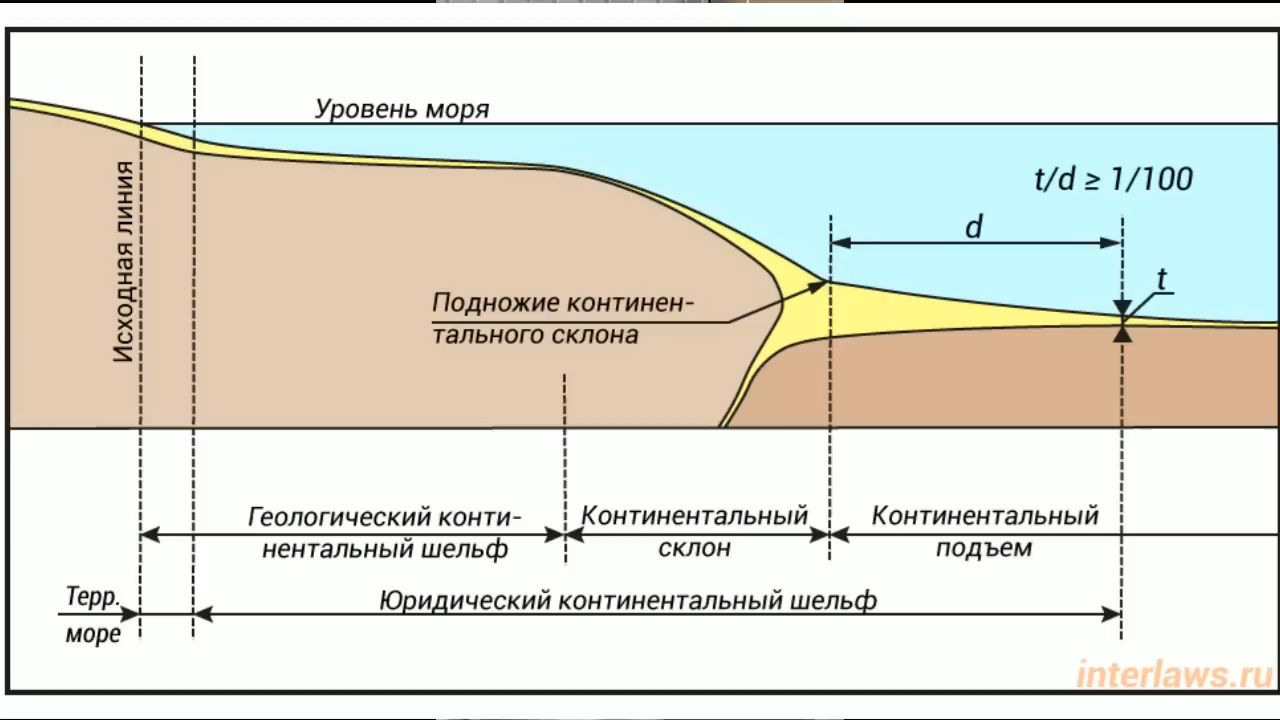 Уровень моря
t/d ≥ 1/100
d
t
Исходная линия
Подножие континен-
тального склона
Геологический конти-
нентальный шельф
Континентальный
склон
Континентальный
подъем
Терр.
море
Юридический континентальный шельф
interlaws.ru